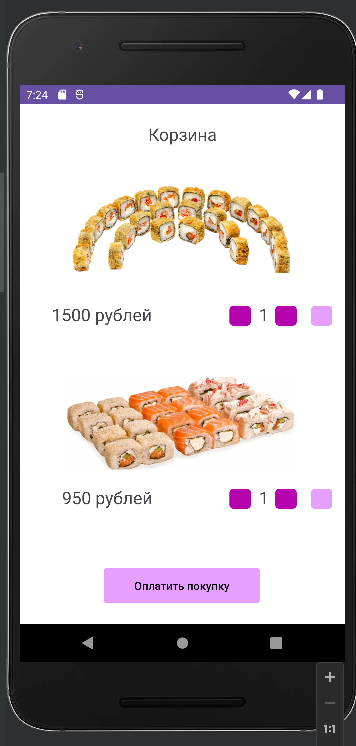 7:24
Корзина
1500 рублей 1
950 рублей 1
Оплатить покупку
1:1